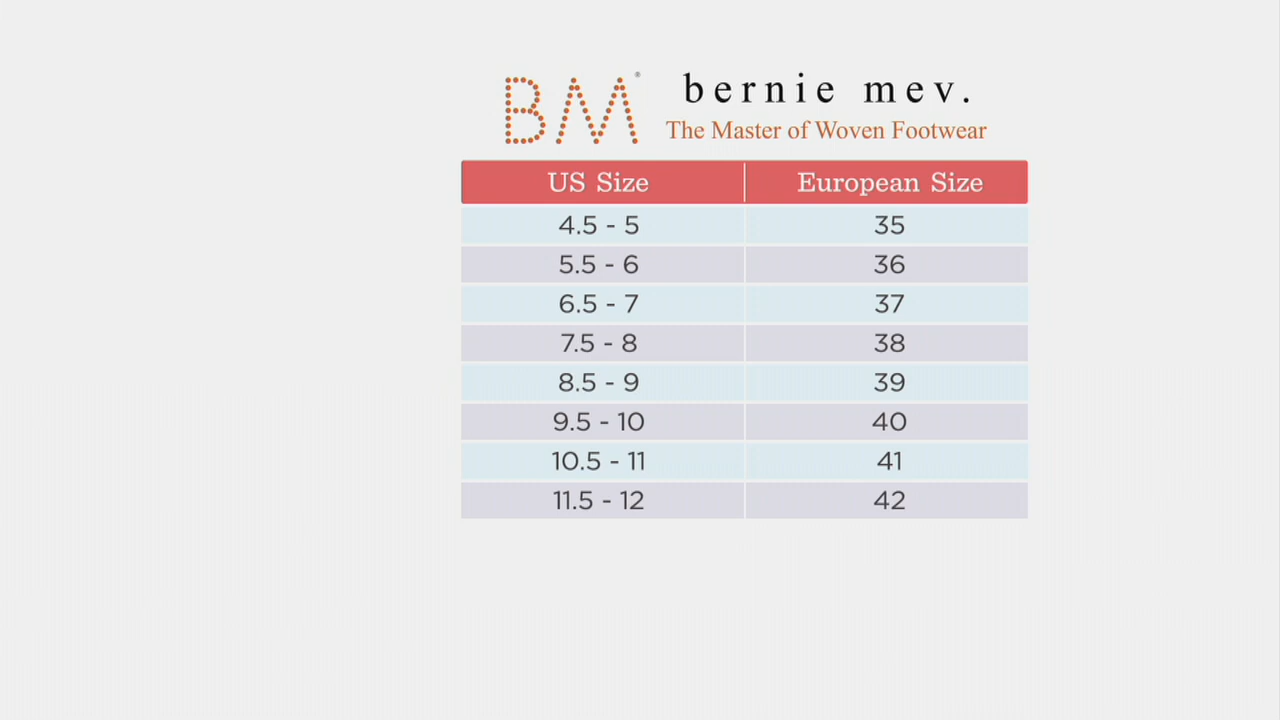 BM®
bernie mev.
The Master of Woven Footwear
US Size European Size
4.5 - 5 35
5.5 - 6 36
6.5 - 7 37
7.5 - 8 38
8.5 - 9 39
9.5 - 10 40
10.5 - 11 41
11.5 - 12 42